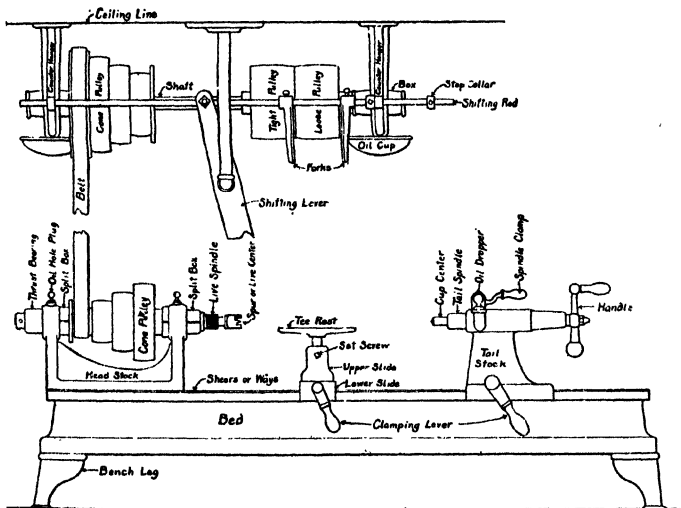 Ceiling Line
Counter Hanger
Cone Pulley
Shaft
Tight Pulley
Loose Pulley
Counter Hanger
Box
Stop Collar
Shifting Rod
Oil Cup
Forks
Belt
Shifting Lever
Thrust Bearing
Oil Hole Plug
Split Box
Cone Pulley
Split Box
Live Spindle
Spur or Live Center
Head Stock
Shears or Ways
Tee Rest
Set Screw
Upper Slide
Lower Slide
Cup Center
Tail Spindle
Oil Dropper
Spindle Clamp
Handle
Tail
Stock
Bed
Clamping Lever
Bench Leg